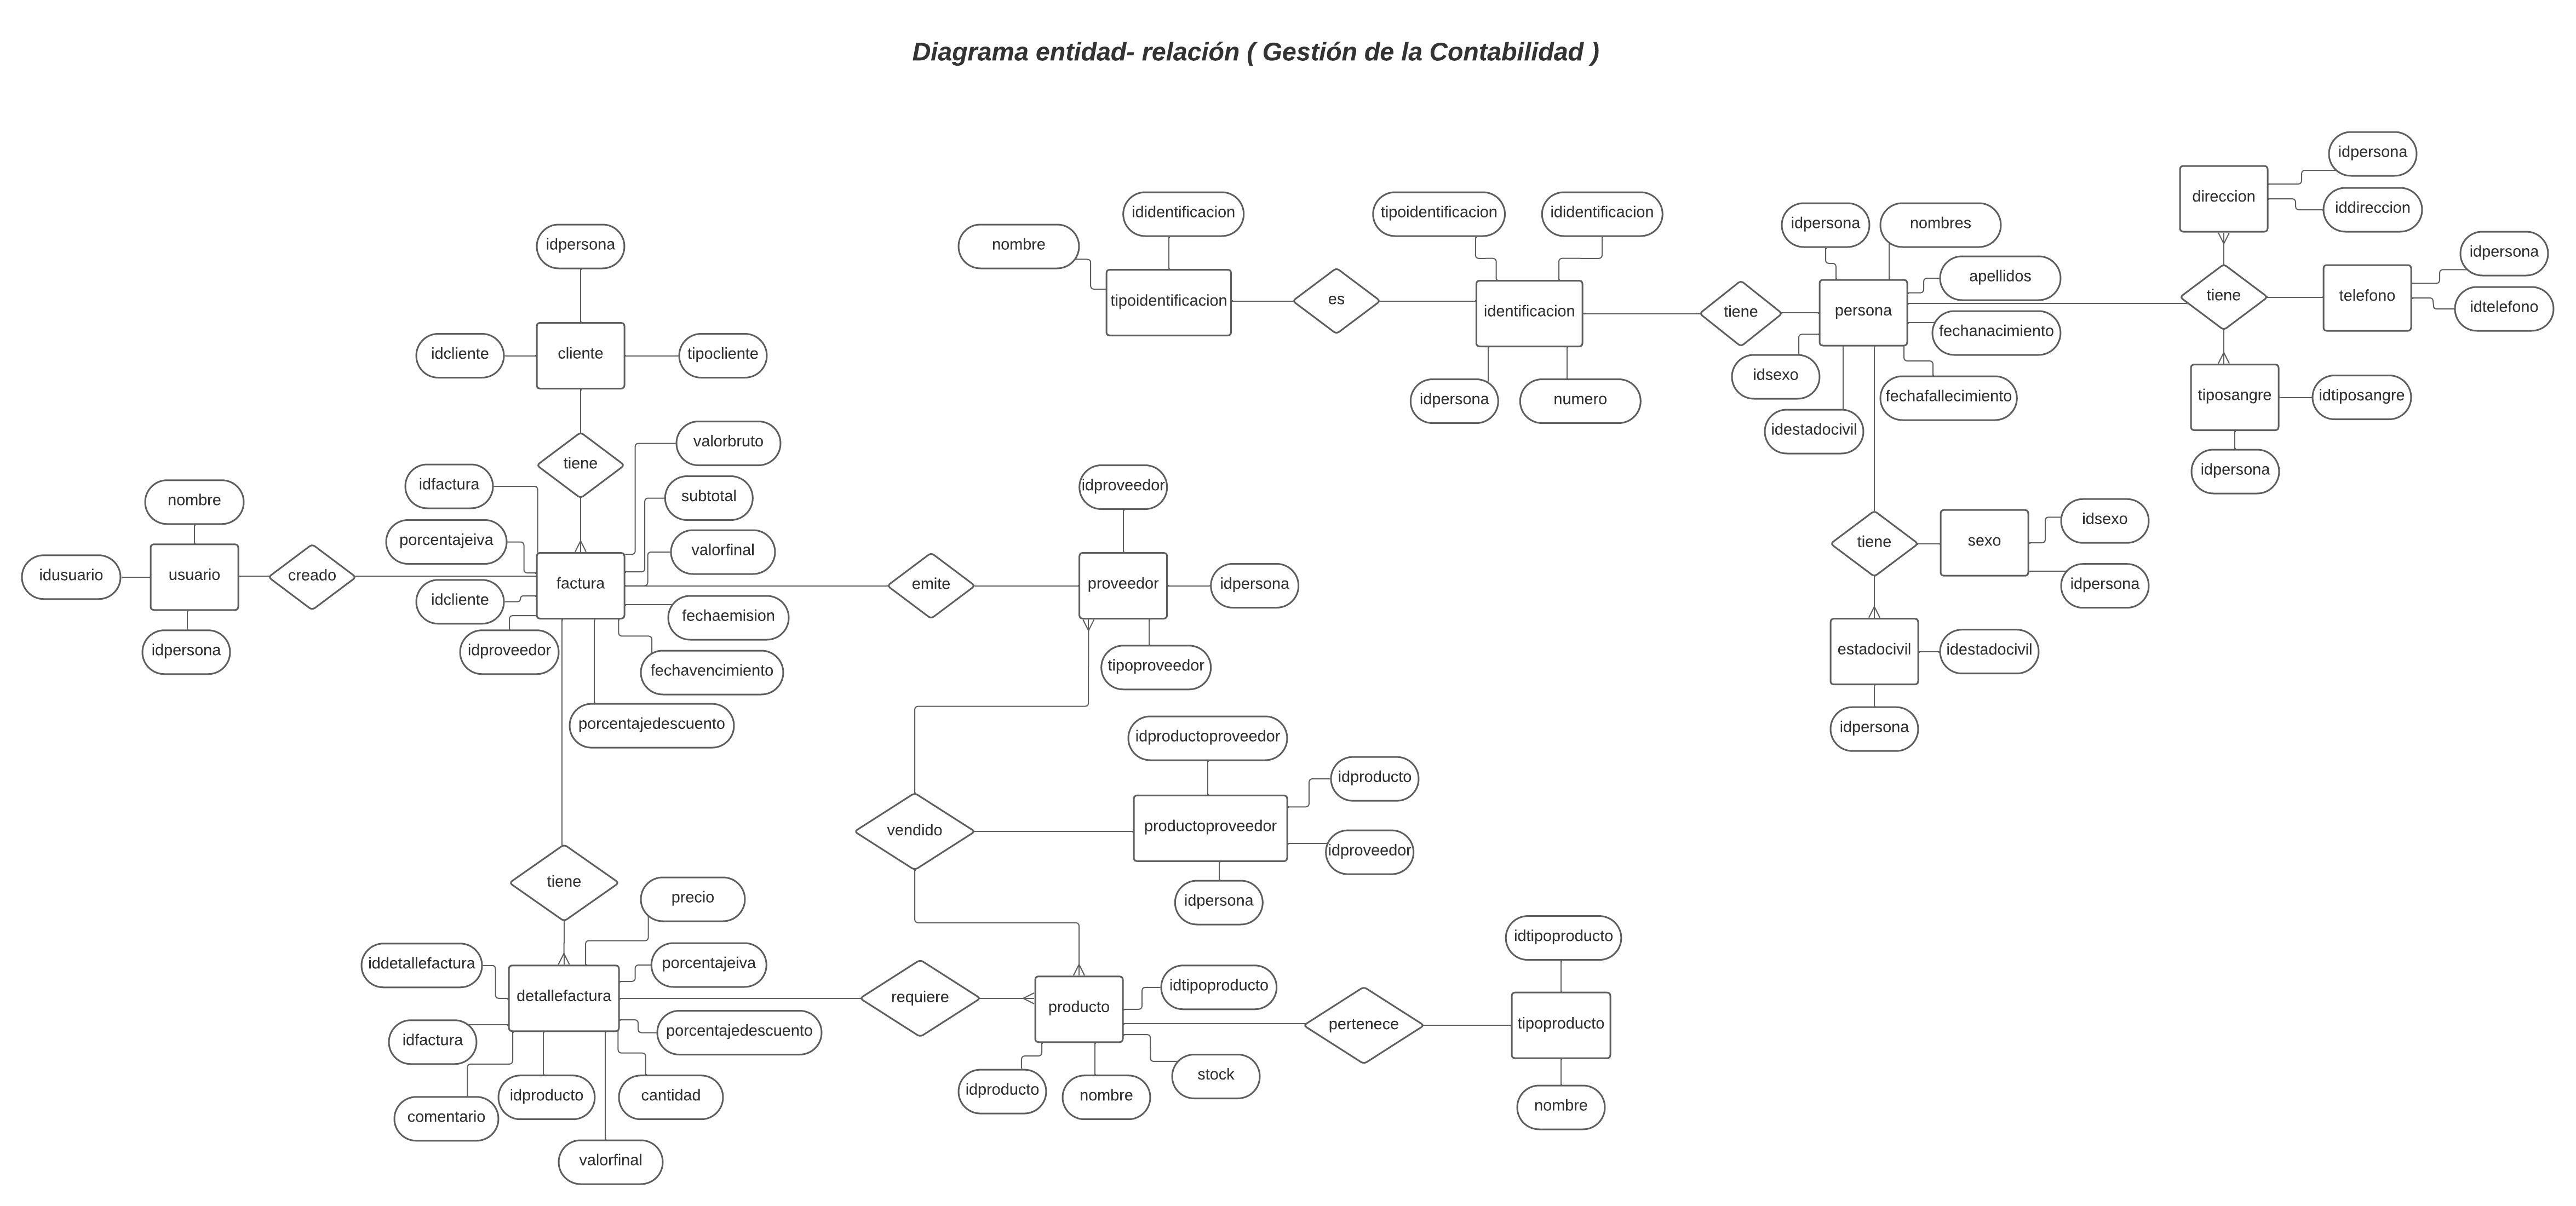 Diagrama entidad- relación ( Gestión de la Contabilidad )
idpersona
direccion
iddireccion
idpersona
telefono
idtelefono
tiene
tiposangre
idtiposangre
idpersona
idpersona
nombres
apellidos
persona
fechanacimiento
fechafallecimiento
idsexo
idestadocivil
tiene
tipoidentificacion
ididentificacion
identificacion
idpersona
numero
es
ididentificacion
nombre
tipoidentificacion
tiene
sexo
idsexo
idpersona
estadocivil
idestadocivil
idpersona
idpersona
idcliente
cliente
tipocliente
tiene
valorbruto
idfactura
subtotal
porcentajeiva
valorfinal
factura
idcliente
fechaemision
idproveedor
fechavencimiento
porcentajedescuento
nombre
idusuario
usuario
creado
idpersona
emite
idproveedor
proveedor
idpersona
tipoproveedor
vendido
idproductoproveedor
idproducto
productoproveedor
idproveedor
idpersona
tiene
precio
iddetallefactura
porcentajeiva
detallefactura
idfactura
porcentajedescuento
comentario
idproducto
cantidad
valorfinal
requiere
idtipoproducto
producto
idproducto
nombre
stock
pertenece
idtipoproducto
tipoproducto
nombre